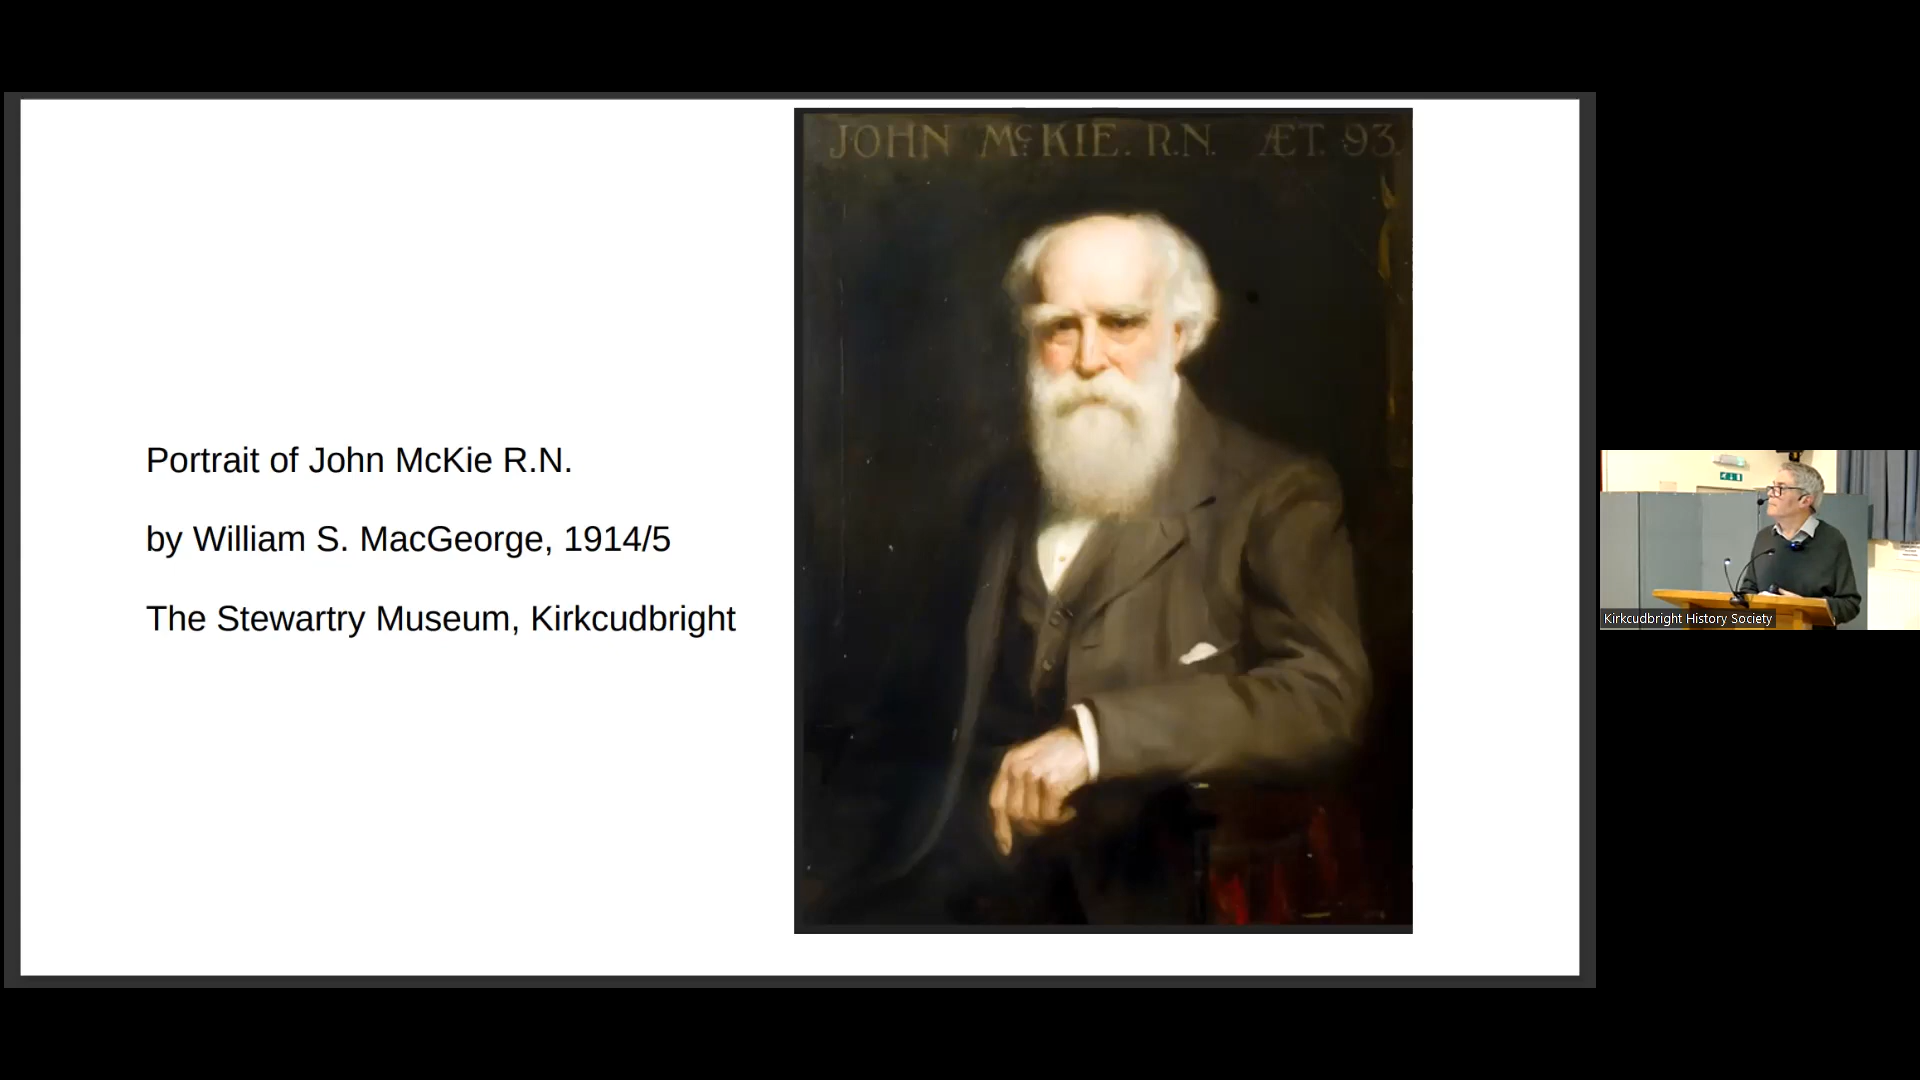 JOHN McKIE. R.N. ÆT. 93.
Portrait of John McKie R.N.
by William S. MacGeorge, 1914/5
The Stewartry Museum, Kirkcudbright
Kirkcudbright History Society